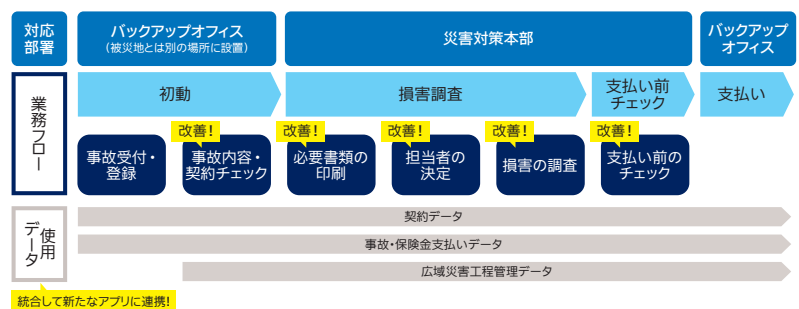 対応
部署
バックアップオフィス
(被災地とは別の場所に設置)
災害対策本部
バックアップ
オフィス
業務フロー
初動
損害調査
支払い前
チェック
支払い
改善!
改善!
改善!
改善!
改善!
事故受付・
登録
事故内容・
契約チェック
必要書類の
印刷
担当者の
決定
損害の調査
支払い前の
チェック
使用
データ
契約データ
事故・保険金支払いデータ
広域災害工程管理データ
統合して新たなアプリに連携!